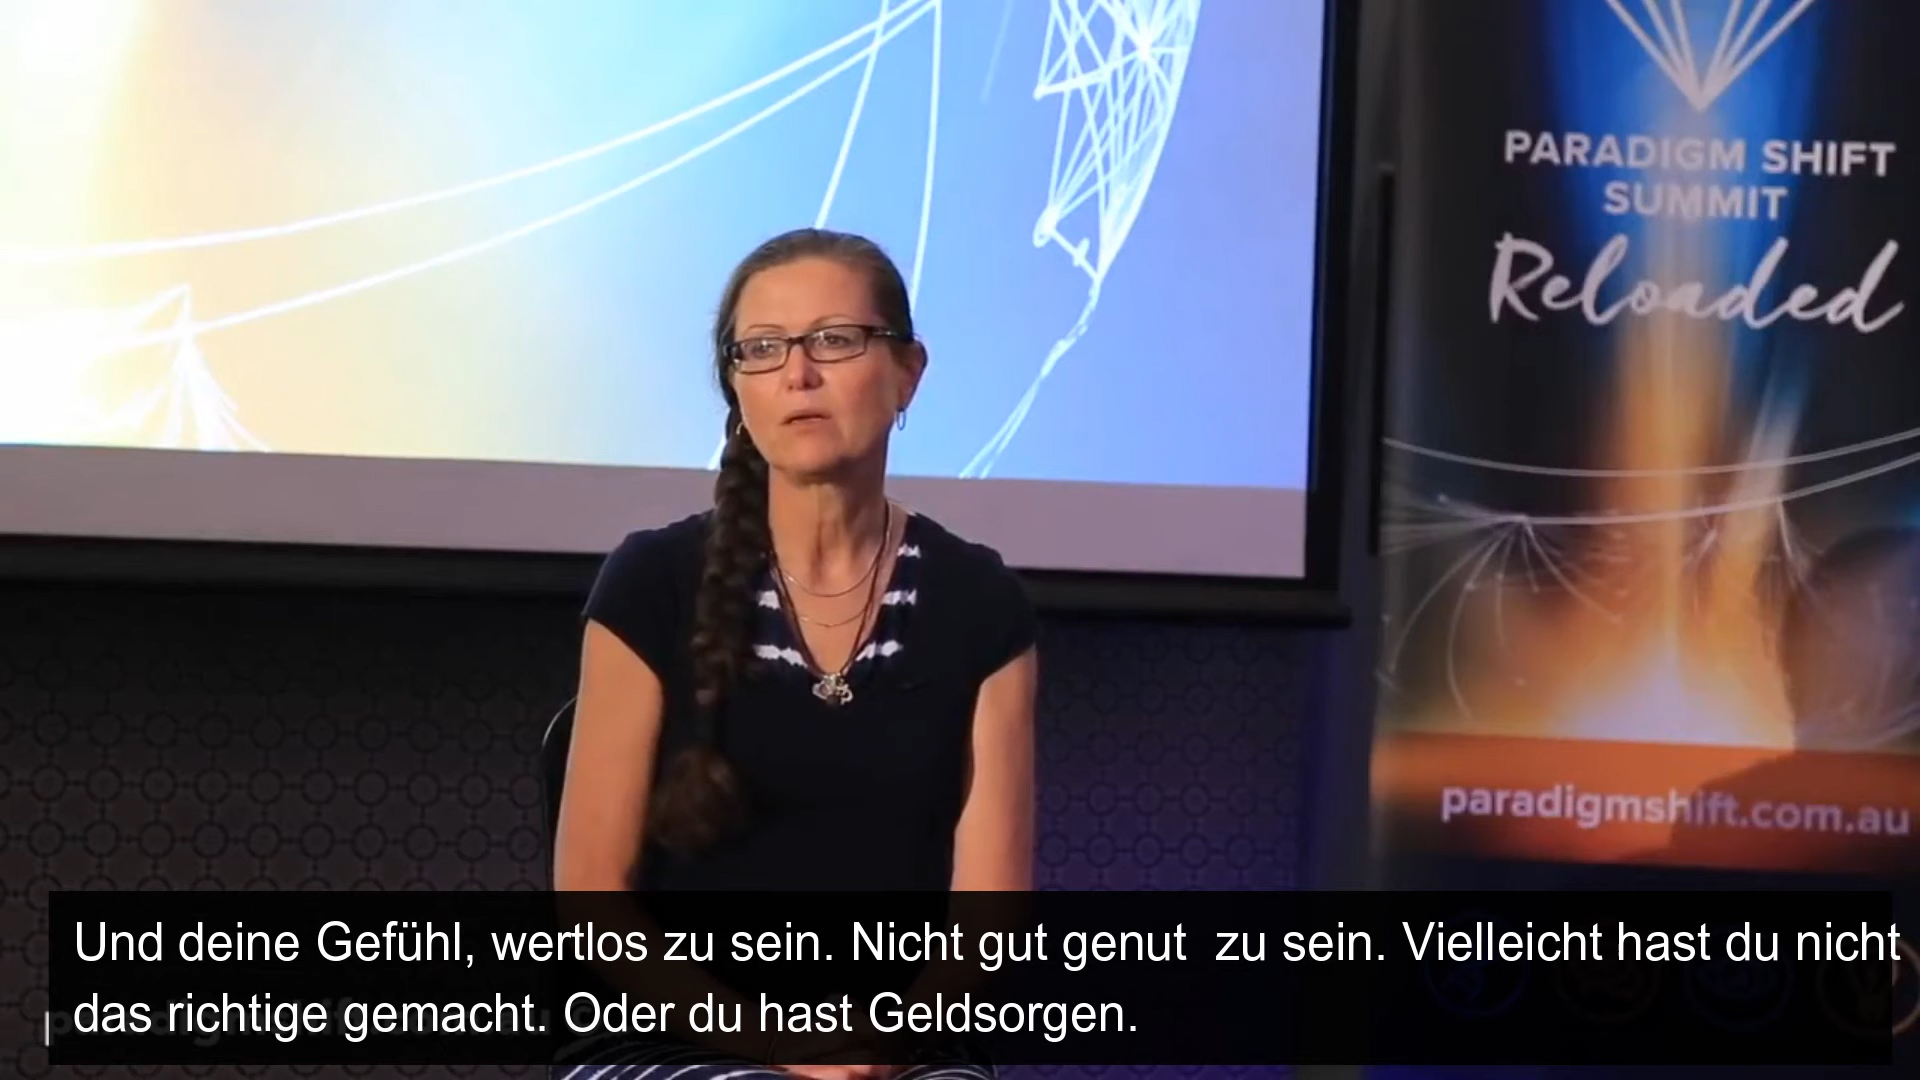 PARADIGM SHIFT
SUMMIT
Reloaded
paradigmshift.com.au
Und deine Gefühl, wertlos zu sein. Nicht gut genut  zu sein. Vielleicht hast du nicht
das richtige gemacht. Oder du hast Geldsorgen.